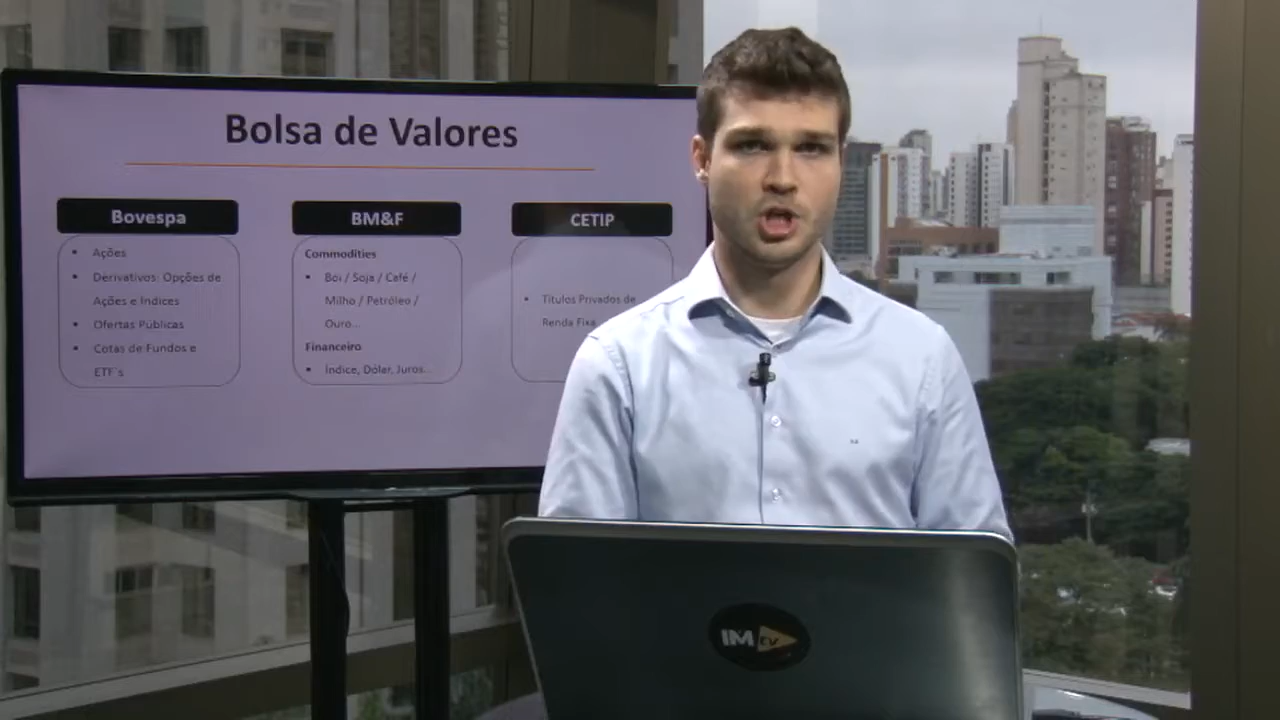 Bolsa de Valores
Bovespa
• Ações
• Derivativos: Opções de
Ações e Indices
• Ofertas Públicas
• Cotas de Fundos e
ETF's
BM&F
Commodities
• Boi / Soja / Café /
Milho / Petróleo /
Ouro...
Financeiro
• Índice, Dólar, Juros...
CETIP
• Títulos Privados de
Renda Fixa
IMtv